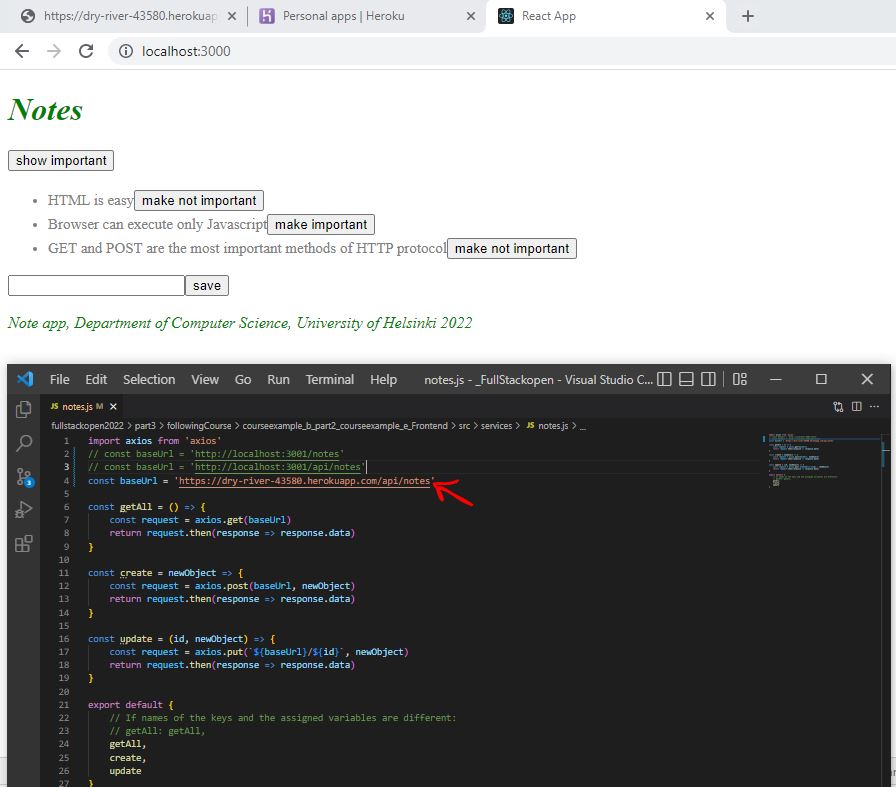 https://dry-river-43580.herokuap
Personal apps | Heroku
React App
localhost:3000
Notes
show important
HTML is easy make not important
Browser can execute only Javascript make important
GET and POST are the most important methods of HTTP protocol make not important
save
Note app, Department of Computer Science, University of Helsinki 2022
File Edit Selection View Go Run Terminal Help notes.js - _FullStackopen - Visual Studio C...
JS notes.js M
fullstackopen2022 > part3 > followingCourse > courseexample_b_part2_courseexample_e_Frontend > src > services > JS notes.js > ...
1 import axios from 'axios'
2 // const baseUrl = 'http://localhost:3001/notes'
3 // const baseUrl = 'http://localhost:3001/api/notes'
4 const baseUrl = 'https://dry-river-43580.herokuapp.com/api/notes'
5
6 const getAll = () => {
7 const request = axios.get(baseUrl)
8 return request.then(response => response.data)
9 }
10
11 const create = newObject => {
12 const request = axios.post(baseUrl, newObject)
13 return request.then(response => response.data)
14 }
15
16 const update = (id, newObject) => {
17 const request = axios.put(`${baseUrl}/${id}`, newObject)
18 return request.then(response => response.data)
19 }
20
21 export default {
22 // If names of the keys and the assigned variables are different:
23 // getAll: getAll,
24 getAll,
25 create,
26 update
27 }